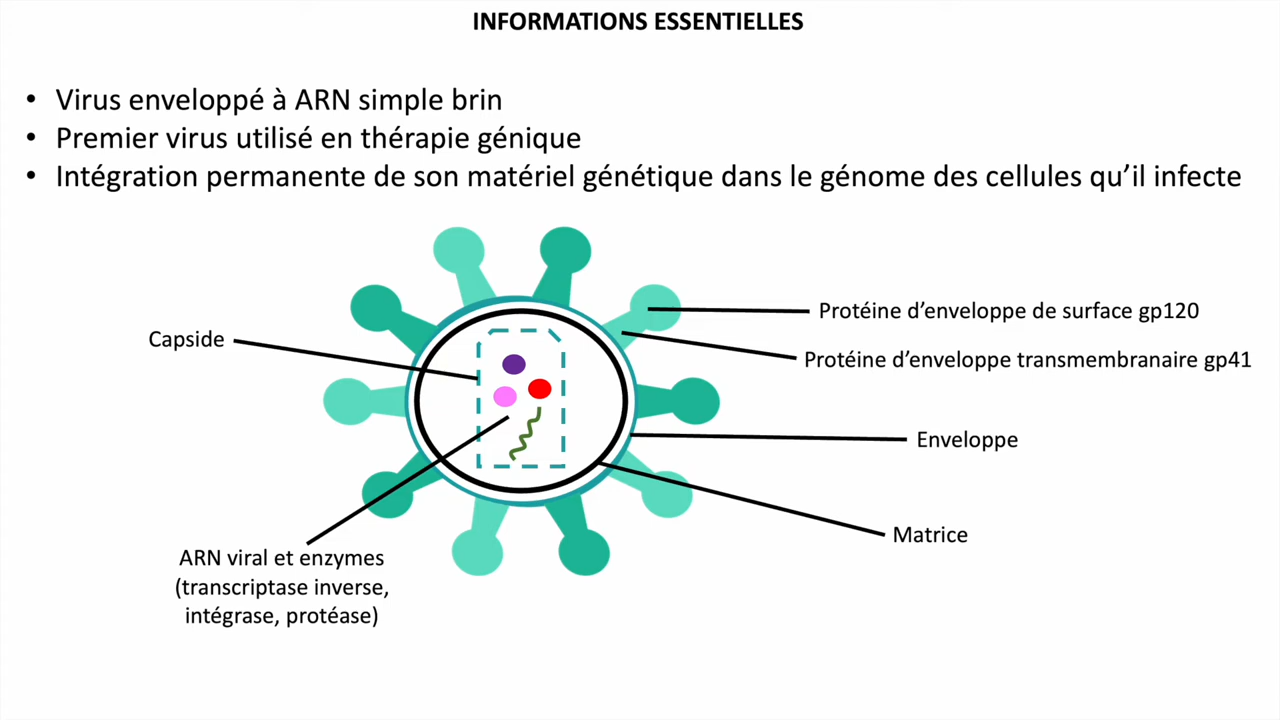 INFORMATIONS ESSENTIELLES
• Virus enveloppé à ARN simple brin
• Premier virus utilisé en thérapie génique
• Intégration permanente de son matériel génétique dans le génome des cellules qu’il infecte
Protéine d’enveloppe de surface gp120
Capside
Protéine d’enveloppe transmembranaire gp41
Enveloppe
Matrice
ARN viral et enzymes
(transcriptase inverse,
intégrase, protéase)